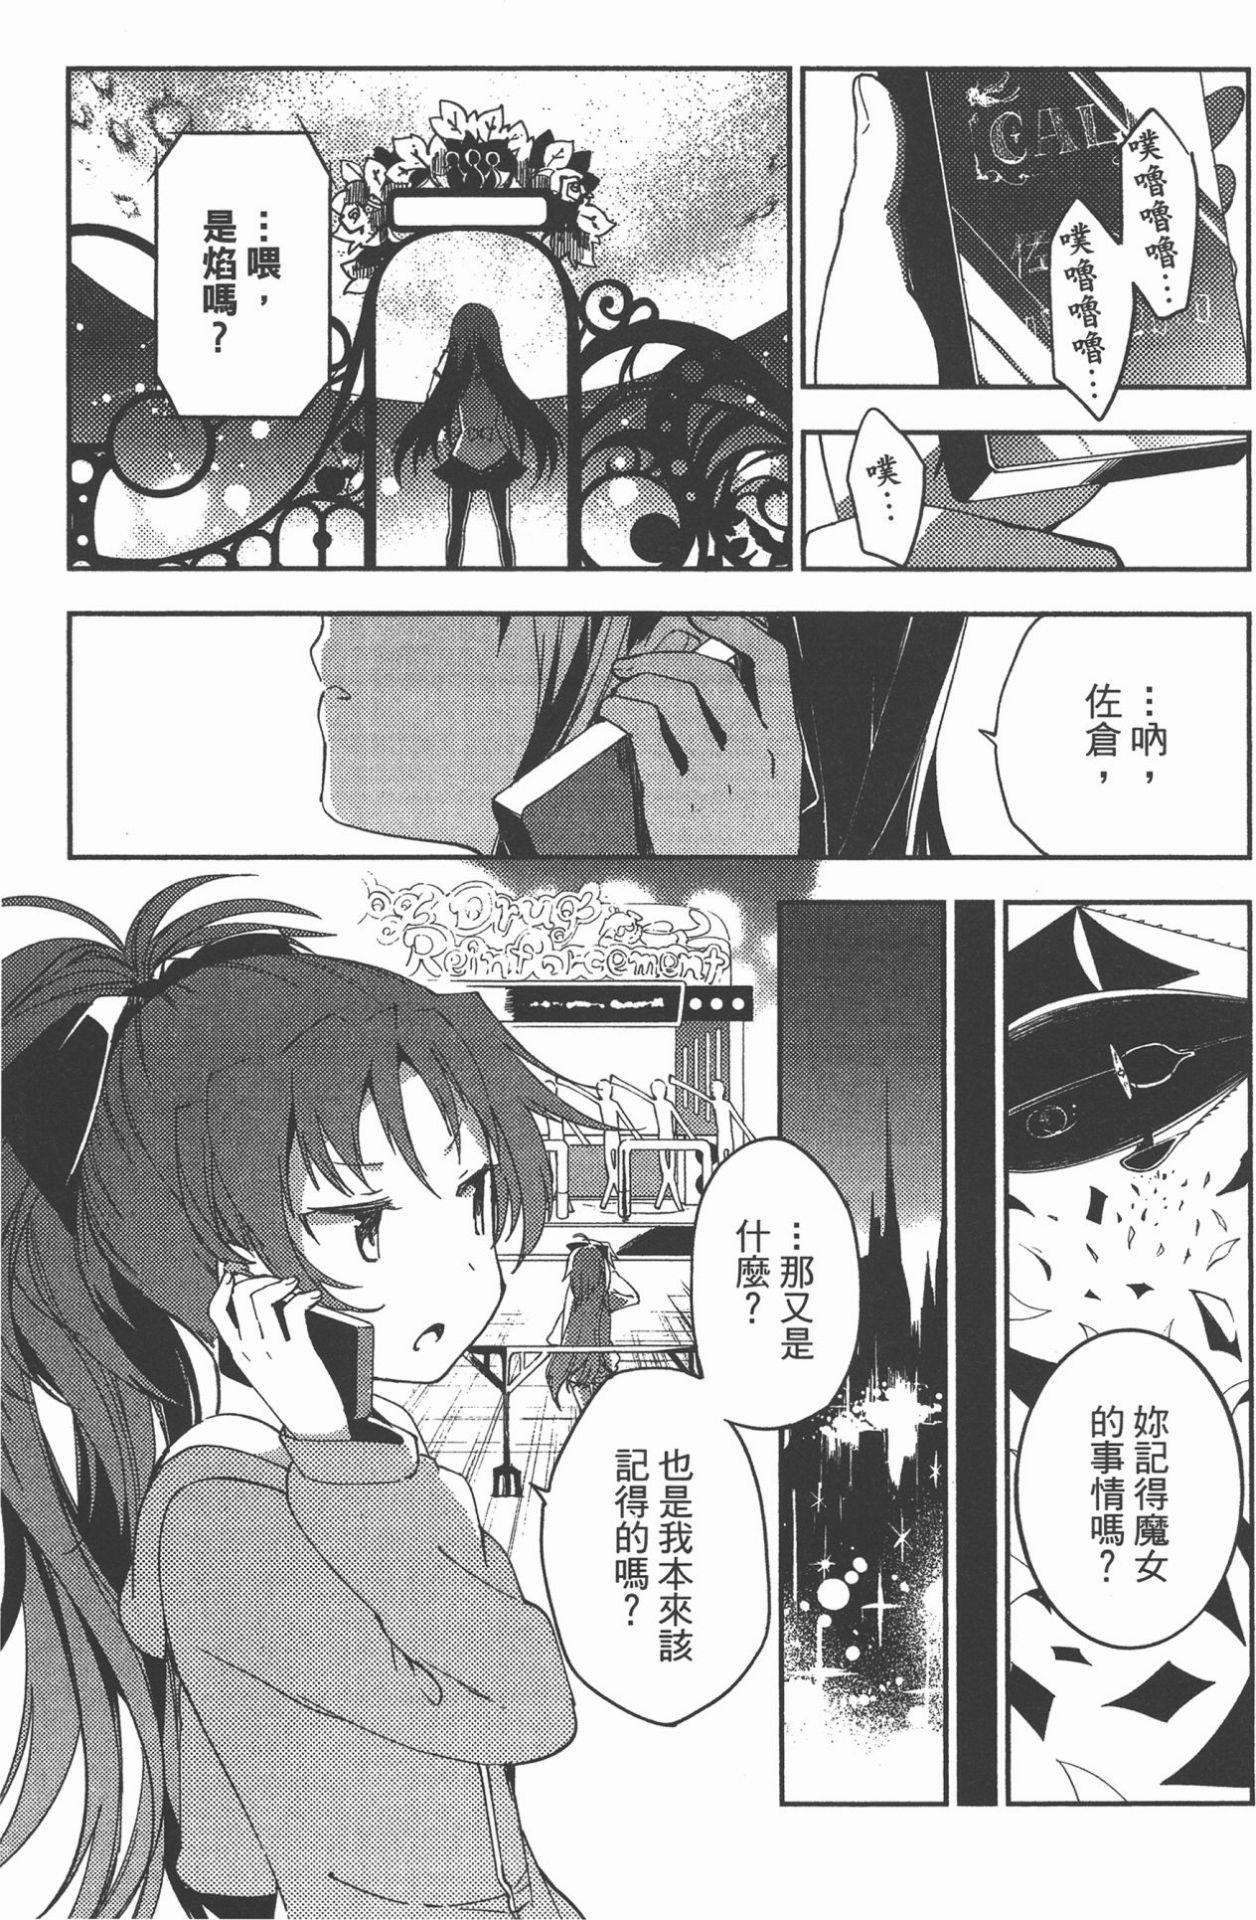 CAL
佐
噗嚕嚕嚕…
噗嚕嚕嚕…
噗…
…喂，
是焰嗎？
…吶，
佐倉，
妳記得魔女
的事情嗎？
…那又是
什麼？
也是我本來該
記得的嗎？
Drug
Reinforcement